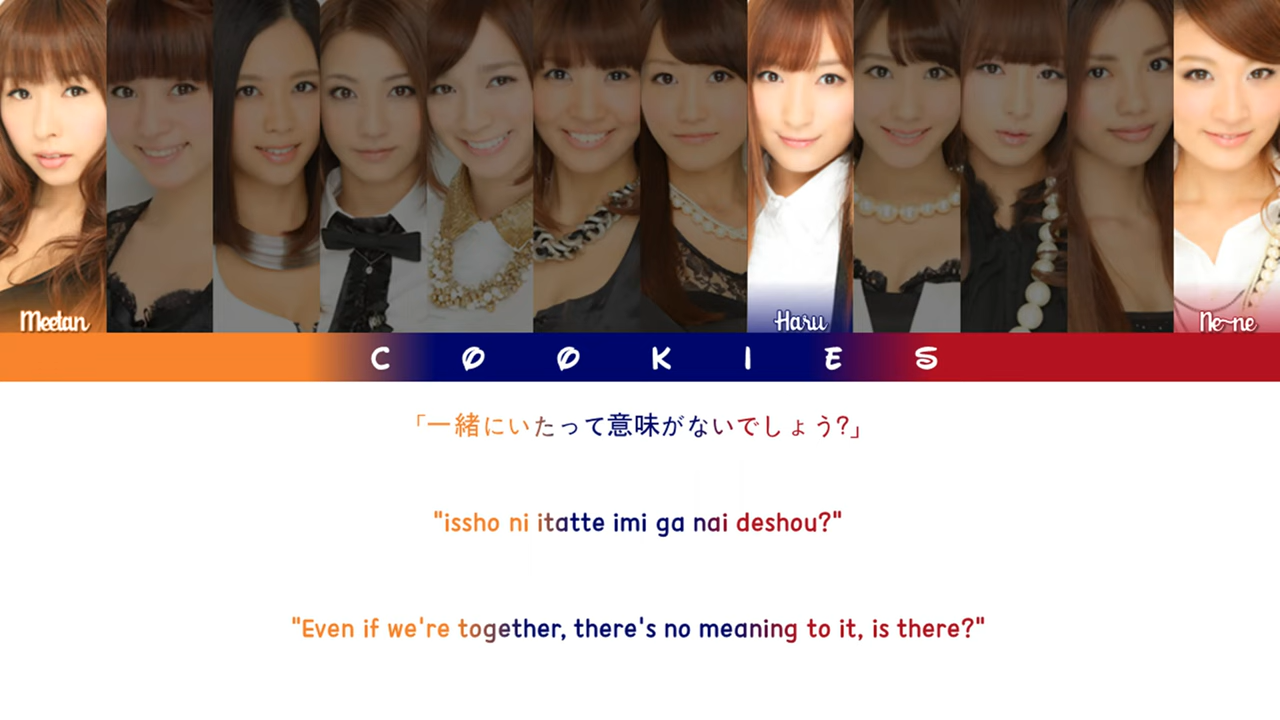 Meetan
Haru
Ne~ne
COOKIES
「一緒にいたって意味がないでしょう?」
"issho ni itatte imi ga nai deshou?"
"Even if we're together, there's no meaning to it, is there?"